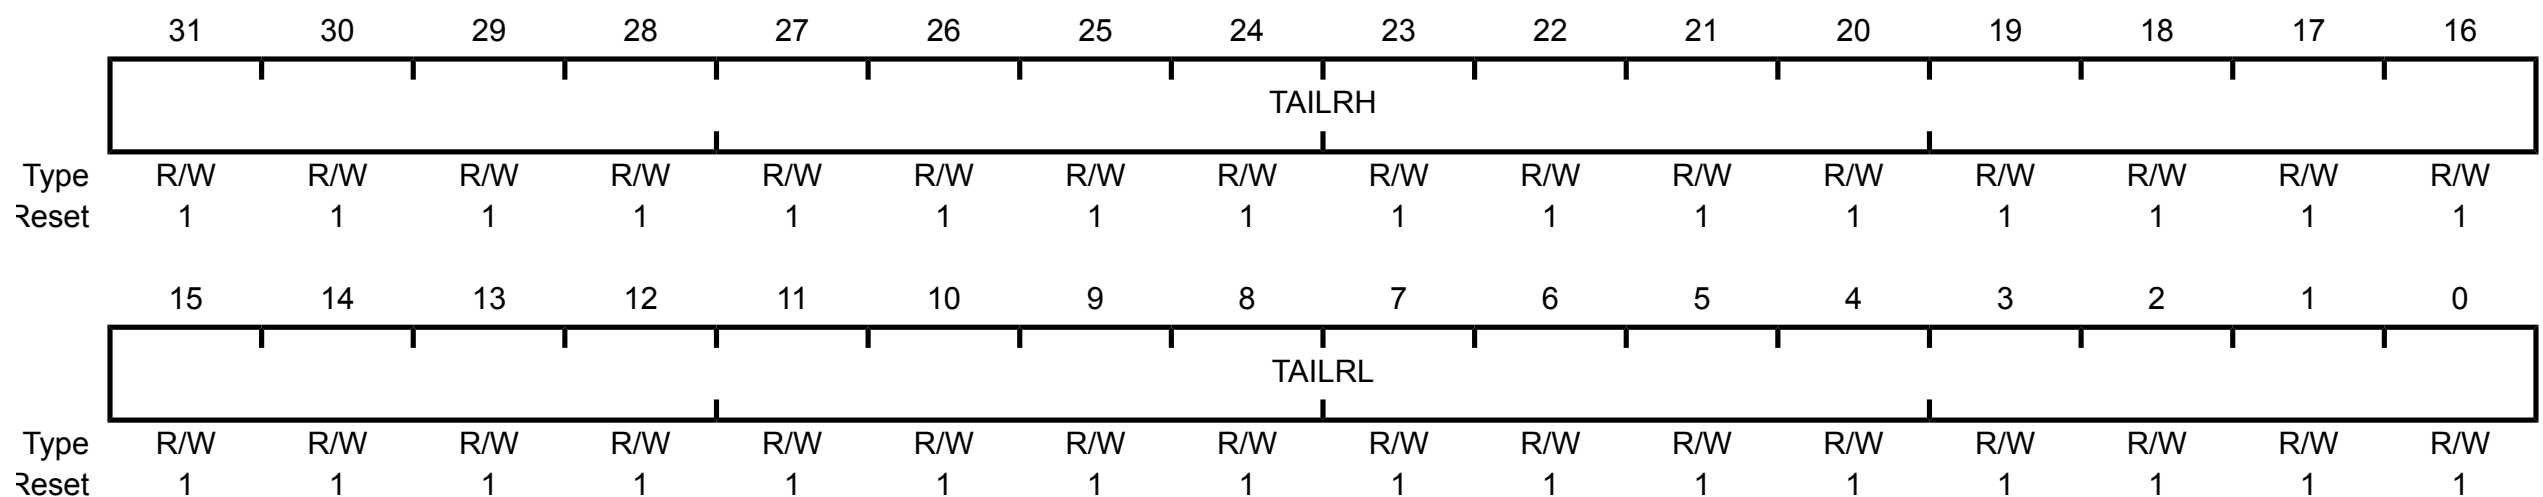 31 30 29 28 27 26 25 24 23 22 21 20 19 18 17 16
TAILRH
Type R/W R/W R/W R/W R/W R/W R/W R/W R/W R/W R/W R/W R/W R/W R/W R/W
Reset 1 1 1 1 1 1 1 1 1 1 1 1 1 1 1 1
15 14 13 12 11 10 9 8 7 6 5 4 3 2 1 0
TAILRL
Type R/W R/W R/W R/W R/W R/W R/W R/W R/W R/W R/W R/W R/W R/W R/W R/W
Reset 1 1 1 1 1 1 1 1 1 1 1 1 1 1 1 1